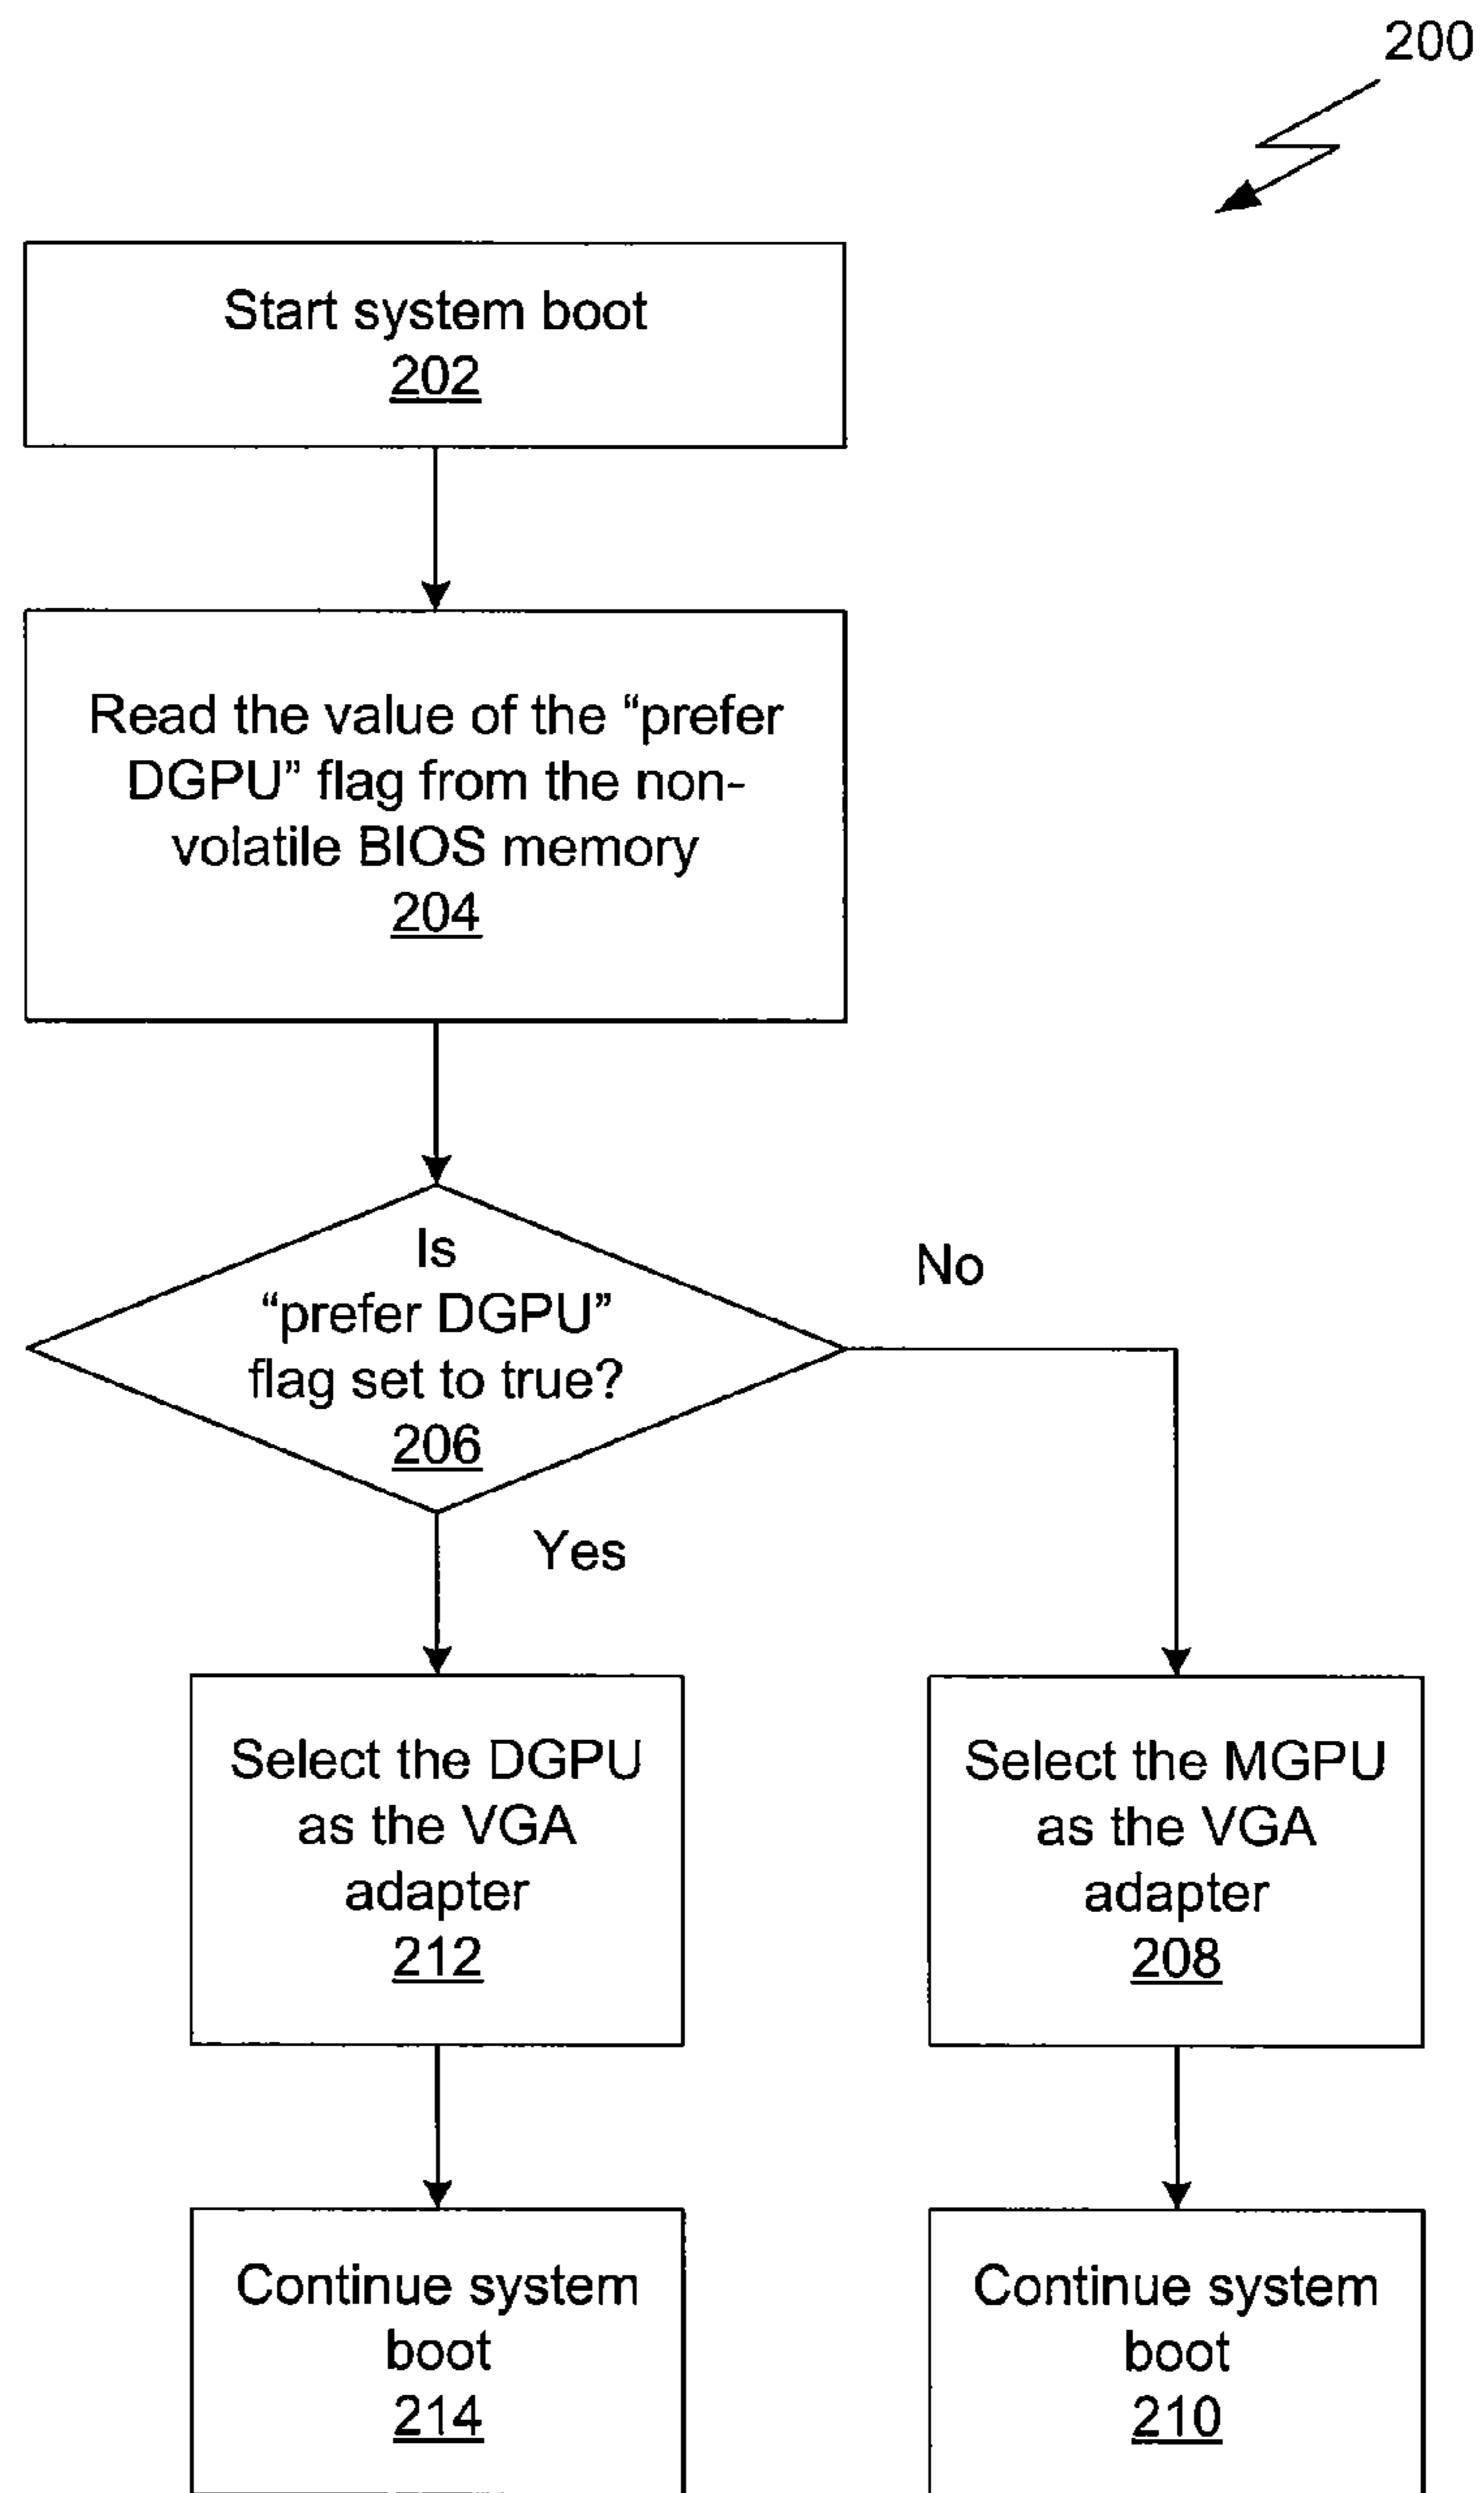 200
Start system boot
202
Read the value of the “prefer
DGPU” flag from the non-
volatile BIOS memory
204
Is
“prefer DGPU”
flag set to true?
206
No
Yes
Select the DGPU
as the VGA
adapter
212
Select the MGPU
as the VGA
adapter
208
Continue system
boot
214
Continue system
boot
210